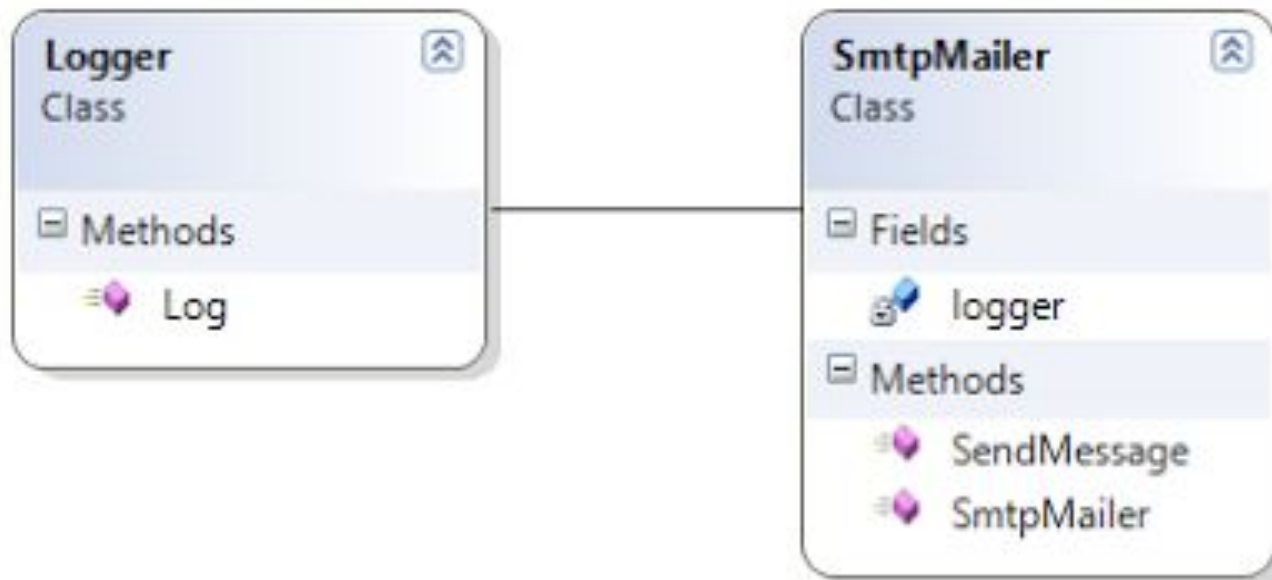 Logger
Class
Methods
Log
SmtpMailer
Class
Fields
logger
Methods
SendMessage
SmtpMailer